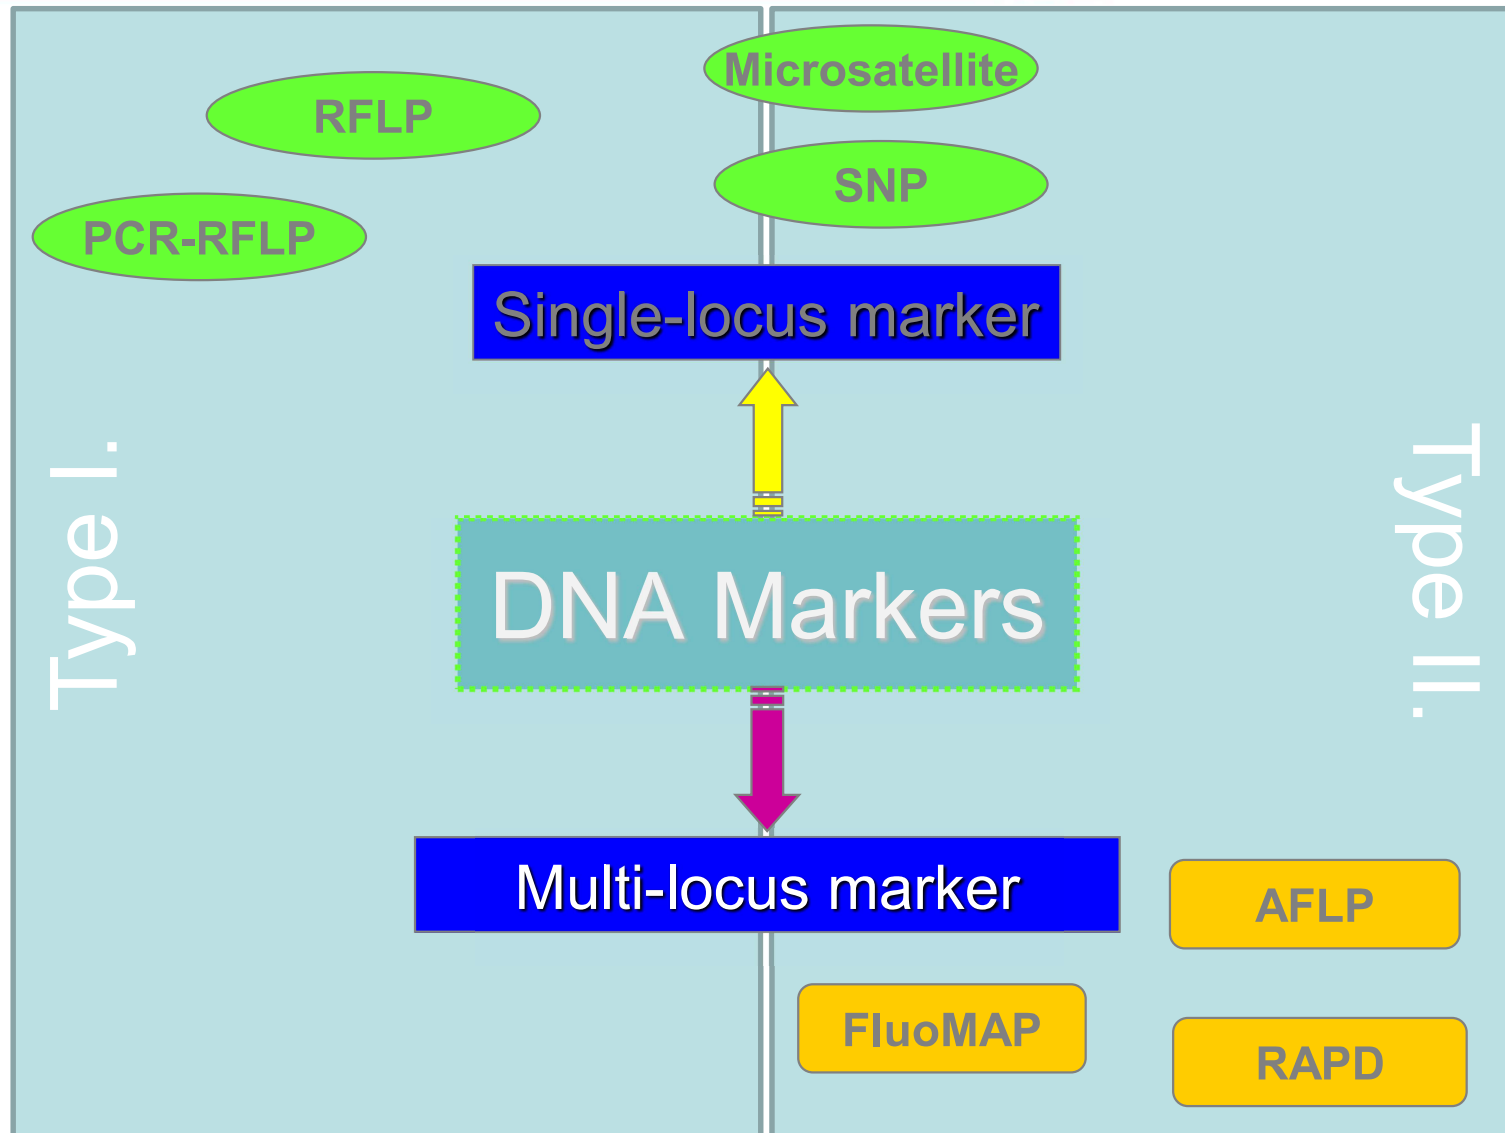 Microsatellite
RFLP
SNP
PCR-RFLP
Single-locus marker
Type I.
Type II.
DNA Markers
Multi-locus marker
AFLP
FluoMAP
RAPD